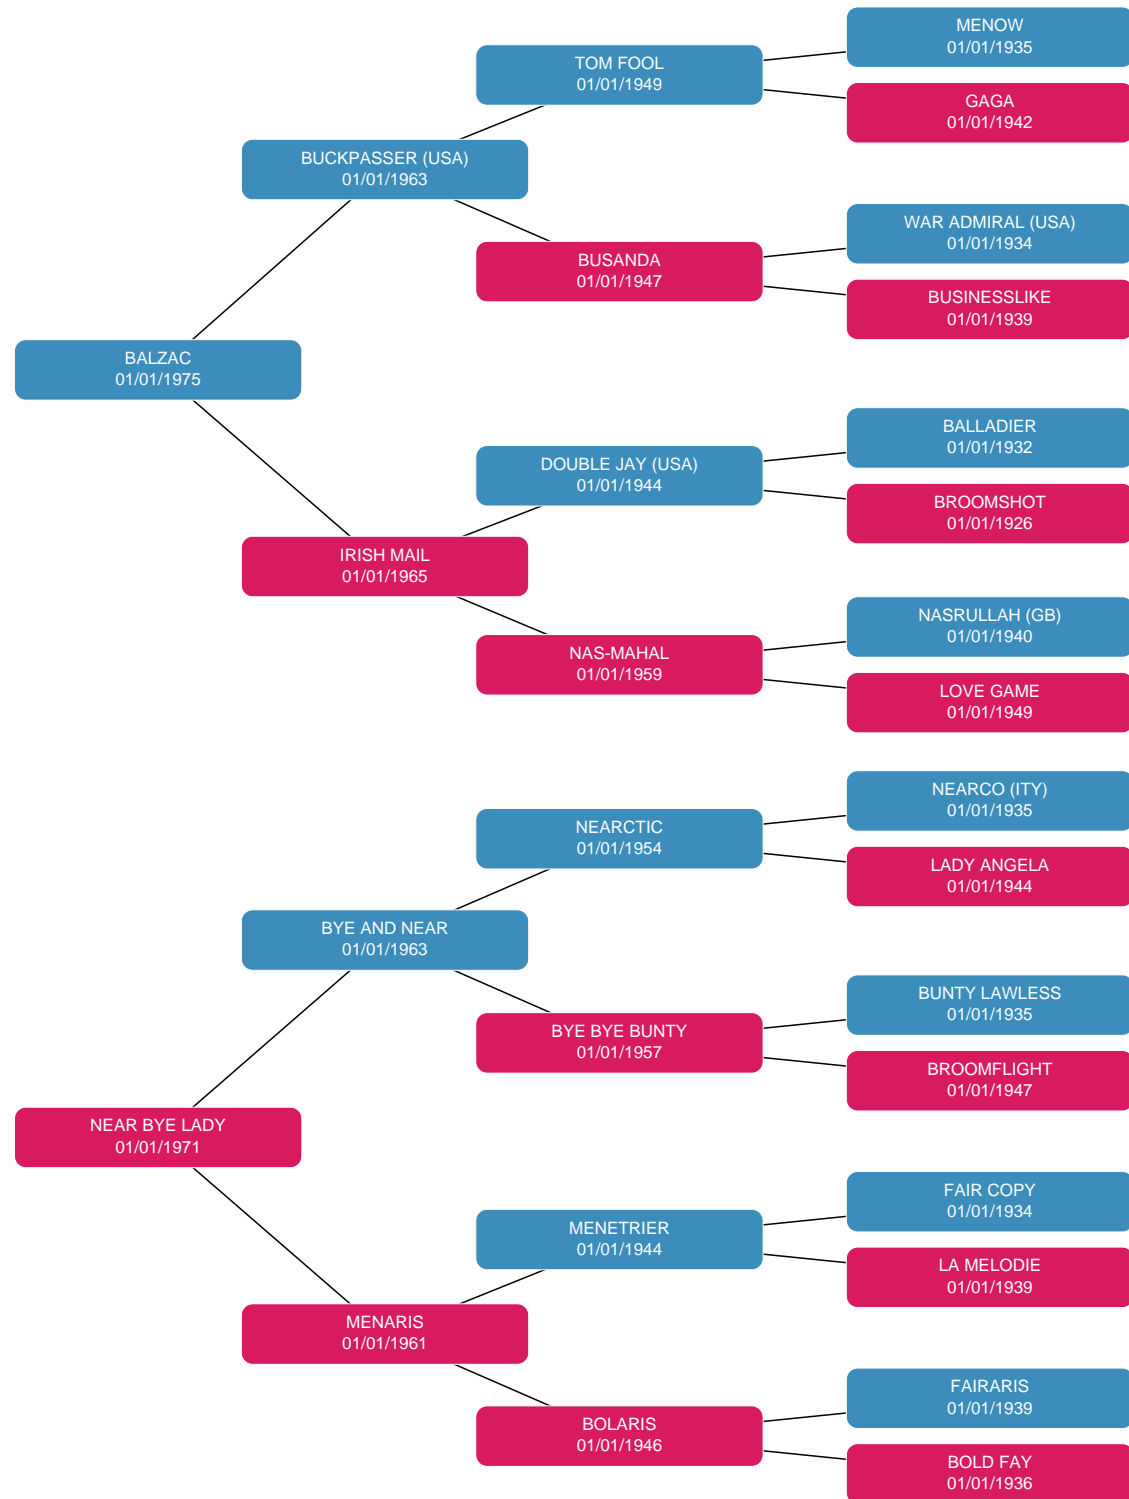 MENOW
01/01/1935
TOM FOOL
01/01/1949
GAGA
01/01/1942
BUCKPASSER (USA)
01/01/1963
WAR ADMIRAL (USA)
01/01/1934
BUSANDA
01/01/1947
BUSINESSLIKE
01/01/1939
BALZAC
01/01/1975
BALLADIER
01/01/1932
DOUBLE JAY (USA)
01/01/1944
BROOMSHOT
01/01/1926
IRISH MAIL
01/01/1965
NASRULLAH (GB)
01/01/1940
NAS-MAHAL
01/01/1959
LOVE GAME
01/01/1949
NEARCO (ITY)
01/01/1935
NEARCTIC
01/01/1954
LADY ANGELA
01/01/1944
BYE AND NEAR
01/01/1963
BUNTY LAWLESS
01/01/1935
BYE BYE BUNTY
01/01/1957
BROOMFLIGHT
01/01/1947
NEAR BYE LADY
01/01/1971
FAIR COPY
01/01/1934
MENETRIER
01/01/1944
LA MELODIE
01/01/1939
MENARIS
01/01/1961
FAIRARIS
01/01/1939
BOLARIS
01/01/1946
BOLD FAY
01/01/1936